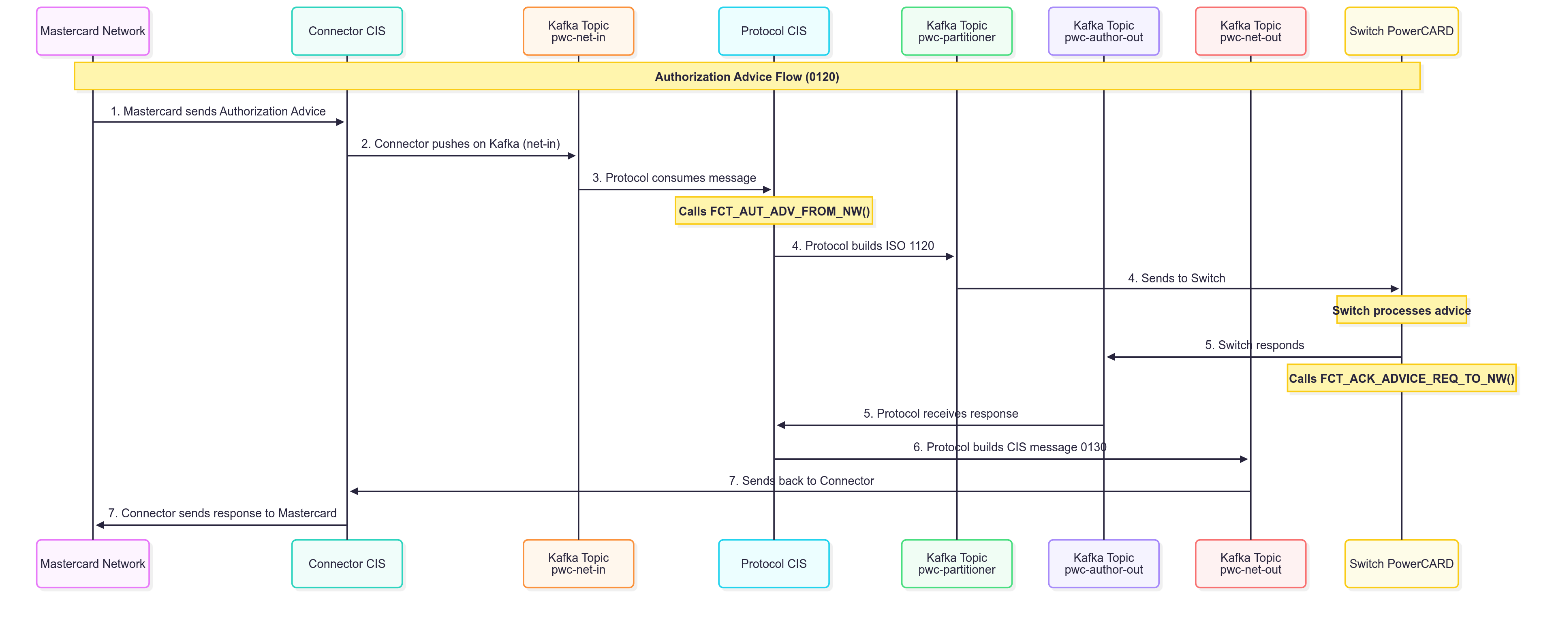 Mastercard Network
Connector CIS
Kafka Topic
pwc-net-in
Protocol CIS
Kafka Topic
pwc-partitioner
Kafka Topic
pwc-author-out
Kafka Topic
pwc-net-out
Switch PowerCARD
Authorization Advice Flow (0120)
1. Mastercard sends Authorization Advice
2. Connector pushes on Kafka (net-in)
3. Protocol consumes message
Calls FCT_AUT_ADV_FROM_NW()
4. Protocol builds ISO 1120
4. Sends to Switch
Switch processes advice
5. Switch responds
Calls FCT_ACK_ADVICE_REQ_TO_NW()
5. Protocol receives response
6. Protocol builds CIS message 0130
7. Sends back to Connector
7. Connector sends response to Mastercard
Mastercard Network
Connector CIS
Kafka Topic
pwc-net-in
Protocol CIS
Kafka Topic
pwc-partitioner
Kafka Topic
pwc-author-out
Kafka Topic
pwc-net-out
Switch PowerCARD